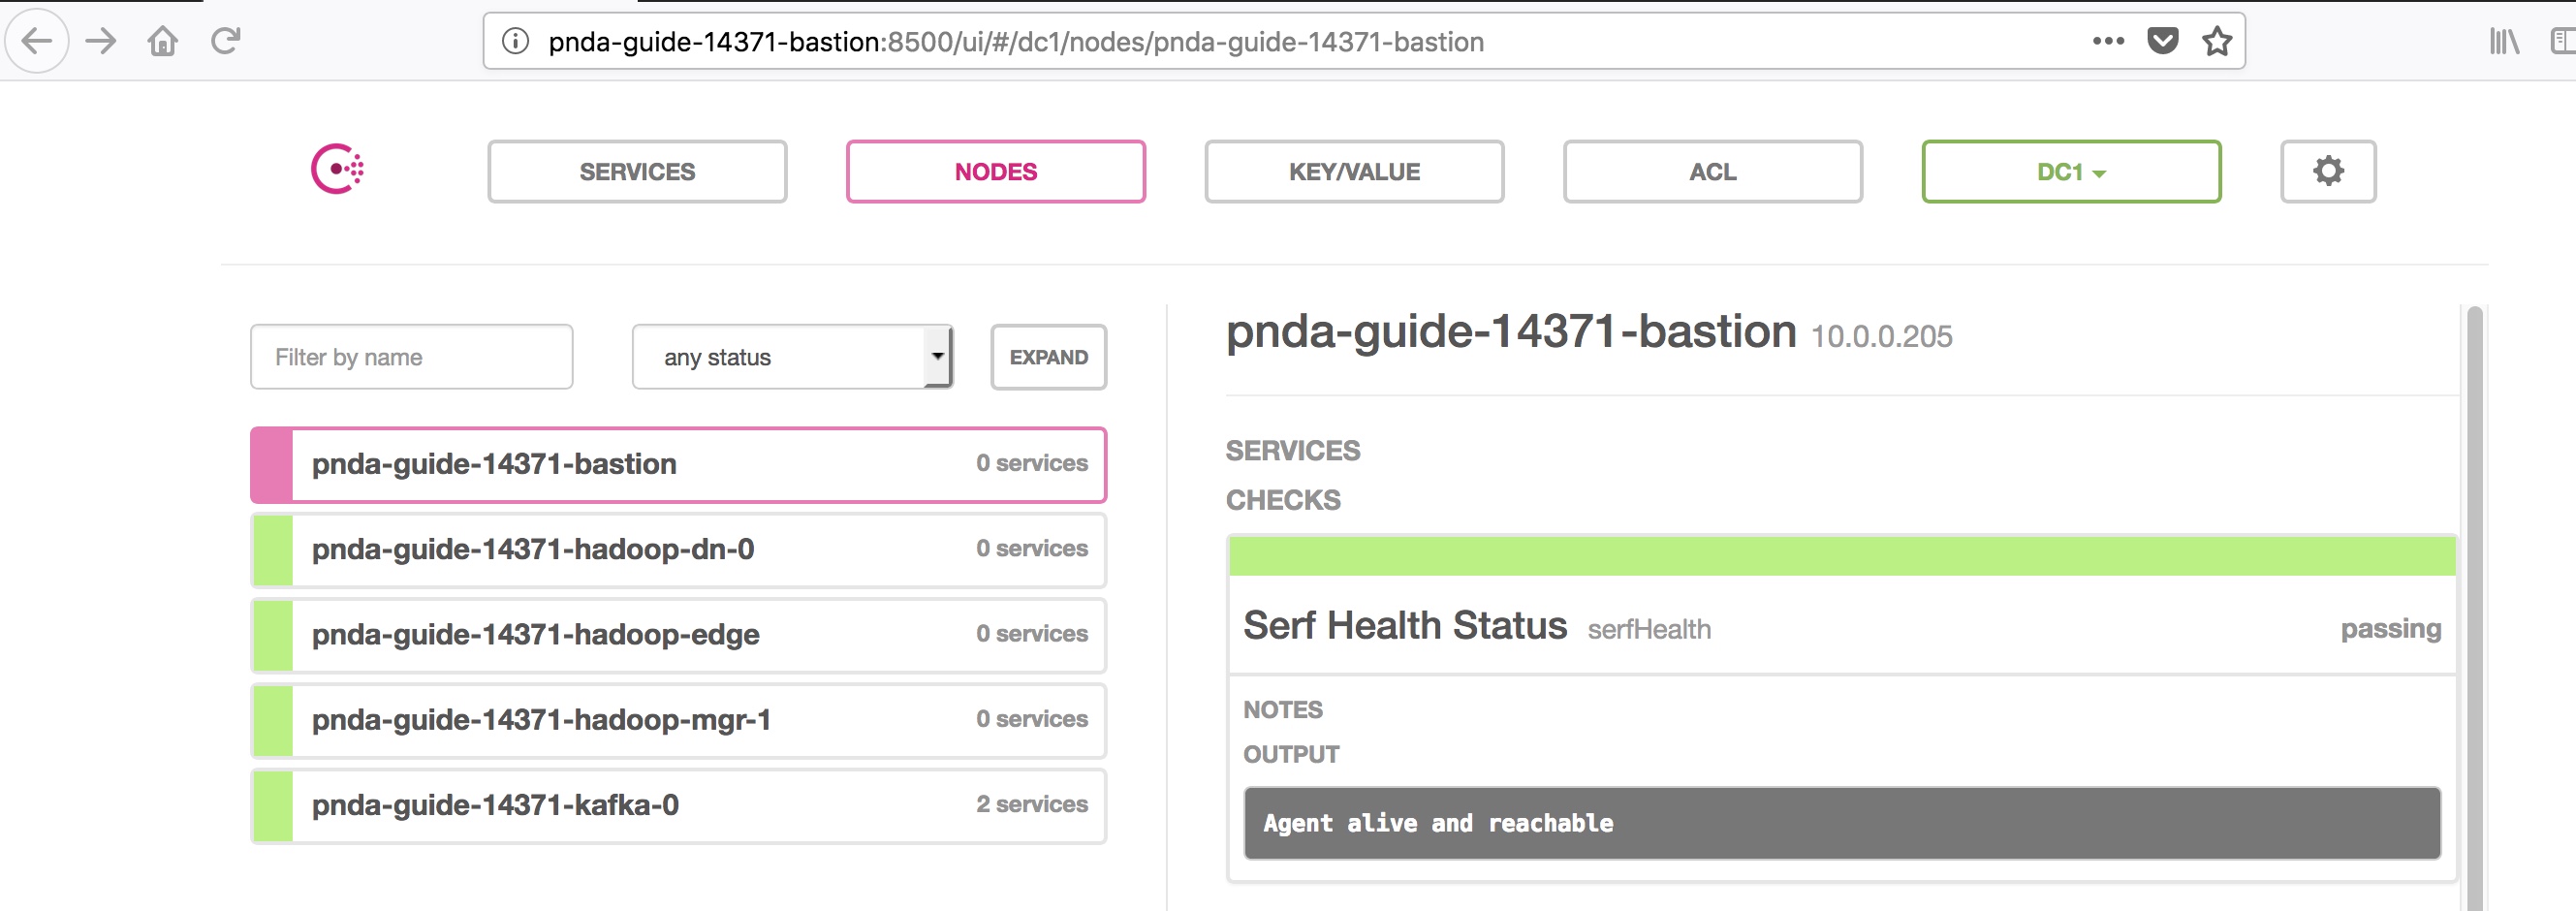 pnda-guide-14371-bastion:8500/ui/#/dc1/nodes/pnda-guide-14371-bastion
SERVICES
NODES
KEY/VALUE
ACL
DC1
Filter by name
any status
EXPAND
pnda-guide-14371-bastion 0 services
pnda-guide-14371-hadoop-dn-0 0 services
pnda-guide-14371-hadoop-edge 0 services
pnda-guide-14371-hadoop-mgr-1 0 services
pnda-guide-14371-kafka-0 2 services
pnda-guide-14371-bastion 10.0.0.205
SERVICES
CHECKS
Serf Health Status serfHealth passing
NOTES
OUTPUT
Agent alive and reachable